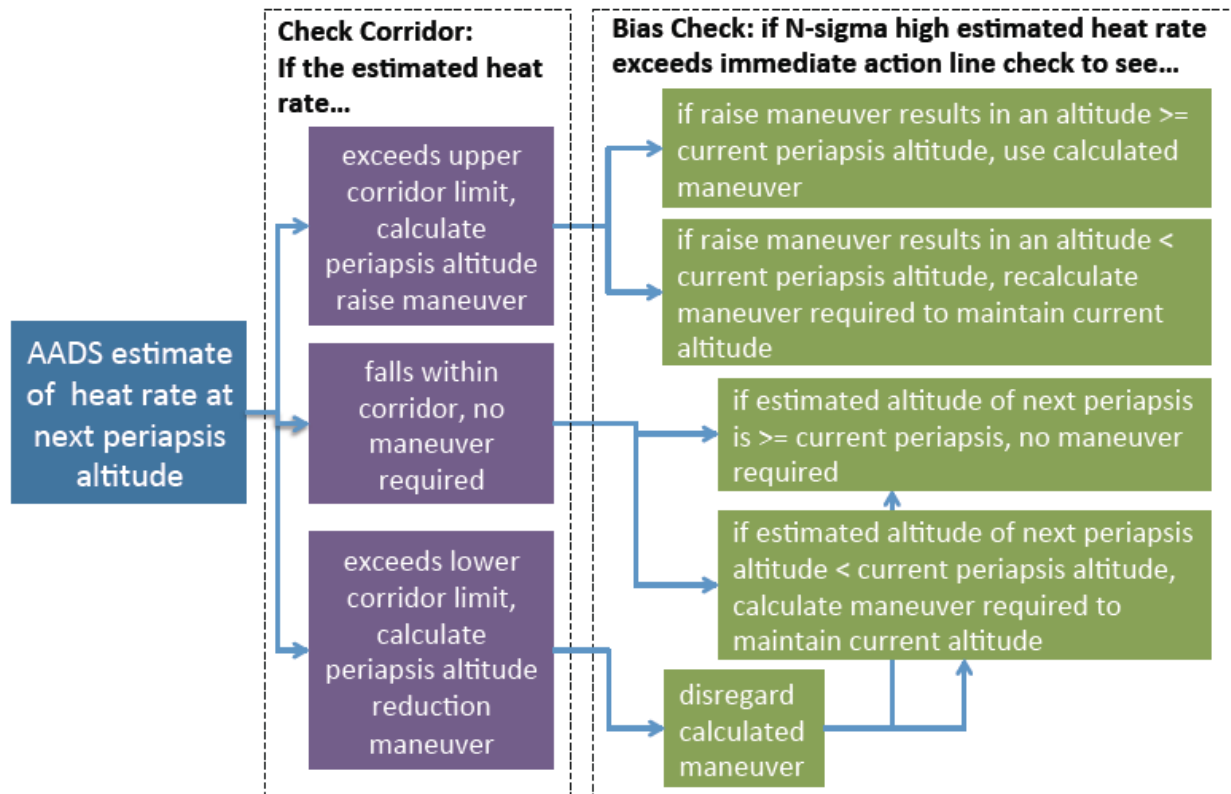 Check Corridor:
If the estimated heat
rate…
Bias Check: if N-sigma high estimated heat rate
exceeds immediate action line check to see…
AADS estimate
of heat rate at
next periapsis
altitude
exceeds upper
corridor limit,
calculate
periapsis altitude
raise maneuver
falls within
corridor, no
maneuver
required
exceeds lower
corridor limit,
calculate
periapsis altitude
reduction
maneuver
if raise maneuver results in an altitude >=
current periapsis altitude, use calculated
maneuver
if raise maneuver results in an altitude <
current periapsis altitude, recalculate
maneuver required to maintain current
altitude
if estimated altitude of next periapsis
is >= current periapsis, no maneuver
required
if estimated altitude of next periapsis
altitude < current periapsis altitude,
calculate maneuver required to
maintain current altitude
disregard
calculated
maneuver